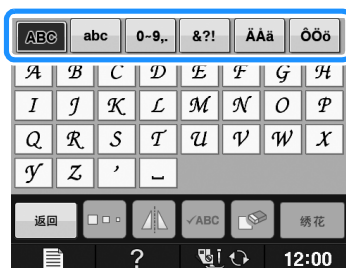 ABC abc 0~9,. &?! ÄÅä ÔÖö
A B C D E F G H
I J K L M N O P
Q R S T U V W X
Y Z ’ ⎵
返回 ✓ABC 绣花
? 12:00